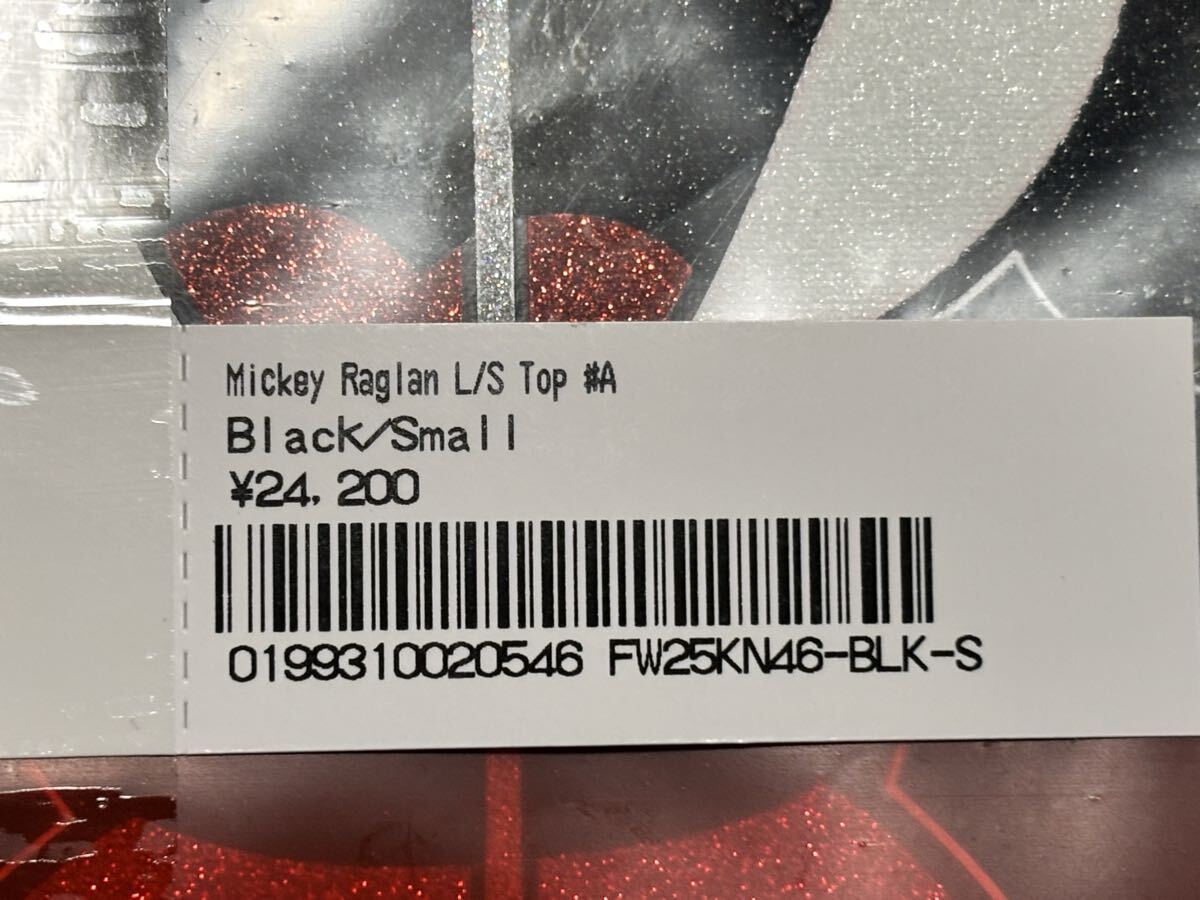 Mickey Raglan L/S Top #A
Black/Small
¥24,200
0199310020546 FW25KN46-BLK-S